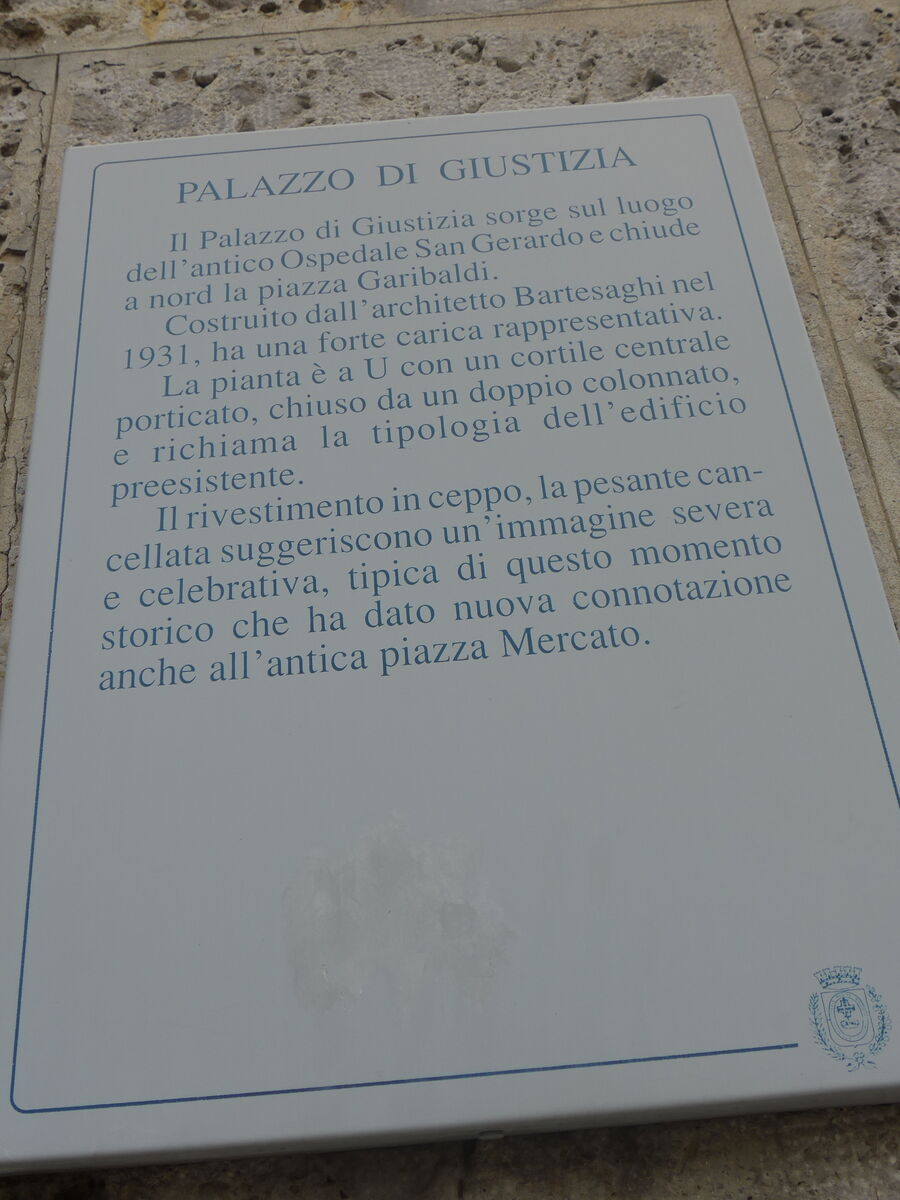 PALAZZO DI GIUSTIZIA
Il Palazzo di Giustizia sorge sul luogo
dell'antico Ospedale San Gerardo e chiude
a nord la piazza Garibaldi.
Costruito dall'architetto Bartesaghi nel
1931, ha una forte carica rappresentativa.
La pianta è a U con un cortile centrale
porticato, chiuso da un doppio colonnato,
e richiama la tipologia dell'edificio
preesistente.
Il rivestimento in ceppo, la pesante can-
cellata suggeriscono un'immagine severa
e celebrativa, tipica di questo momento
storico che ha dato nuova connotazione
anche all'antica piazza Mercato.